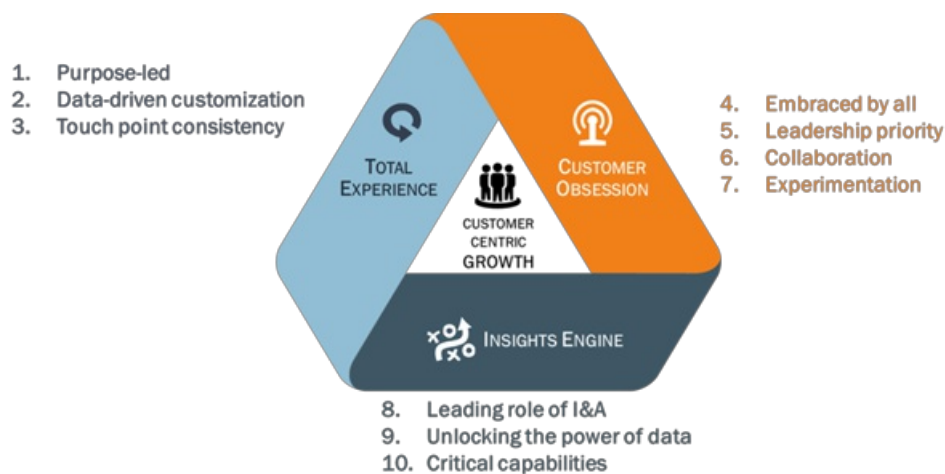 1. Purpose-led
2. Data-driven customization
3. Touch point consistency
TOTAL
EXPERIENCE
CUSTOMER
OBSESSION
4. Embraced by all
5. Leadership priority
6. Collaboration
7. Experimentation
CUSTOMER
CENTRIC
GROWTH
INSIGHTS ENGINE
8. Leading role of I&A
9. Unlocking the power of data
10. Critical capabilities